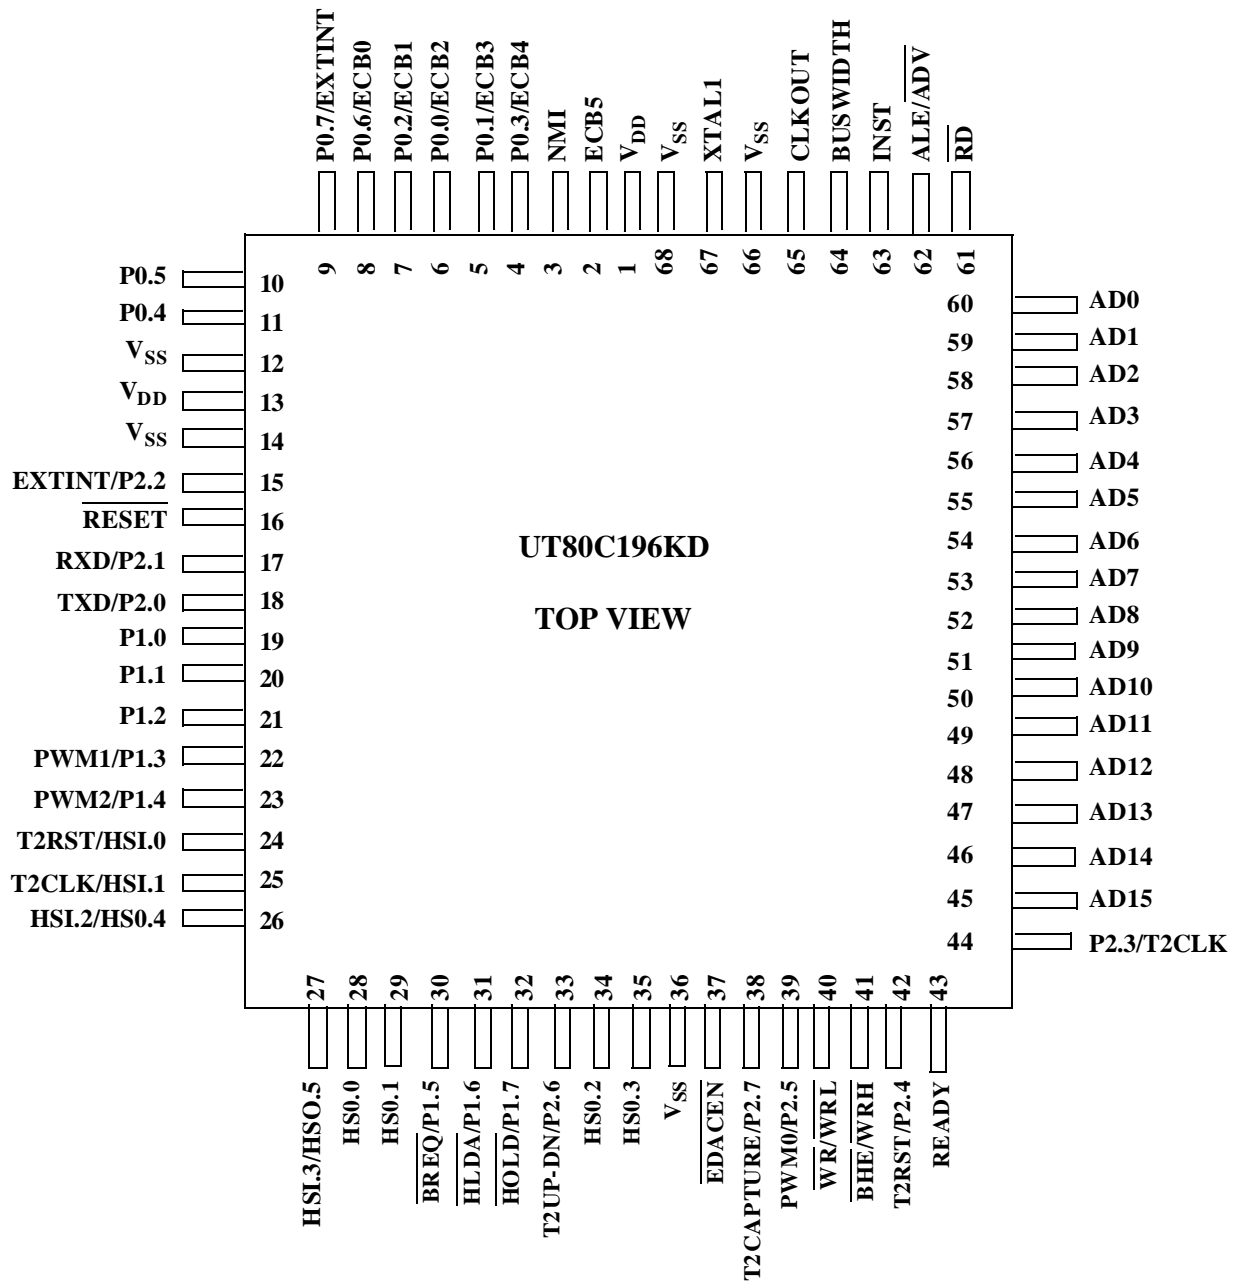 P0.7/EXTINT
P0.6/ECB0
P0.2/ECB1
P0.0/ECB2
P0.1/ECB3
P0.3/ECB4
NMI
ECB5
VDD
VSS
XTAL1
VSS
CLKOUT
BUSWIDTH
INST
ALE/ADV
RD
9
8
7
6
5
4
3
2
1
68
67
66
65
64
63
62
61
P0.5 10
P0.4 11
VSS 12
VDD 13
VSS 14
EXTINT/P2.2 15
RESET 16
RXD/P2.1 17
TXD/P2.0 18
P1.0 19
P1.1 20
P1.2 21
PWM1/P1.3 22
PWM2/P1.4 23
T2RST/HSI.0 24
T2CLK/HSI.1 25
HSI.2/HS0.4 26
UT80C196KD
TOP VIEW
60 AD0
59 AD1
58 AD2
57 AD3
56 AD4
55 AD5
54 AD6
53 AD7
52 AD8
51 AD9
50 AD10
49 AD11
48 AD12
47 AD13
46 AD14
45 AD15
44 P2.3/T2CLK
27
28
29
30
31
32
33
34
35
36
37
38
39
40
41
42
43
HSI.3/HSO.5
HS0.0
HS0.1
BREQ/P1.5
HLDA/P1.6
HOLD/P1.7
T2UP-DN/P2.6
HS0.2
HS0.3
VSS
EDACEN
T2CAPTURE/P2.7
PWM0/P2.5
WR/WRL
BHE/WRH
T2RST/P2.4
READY